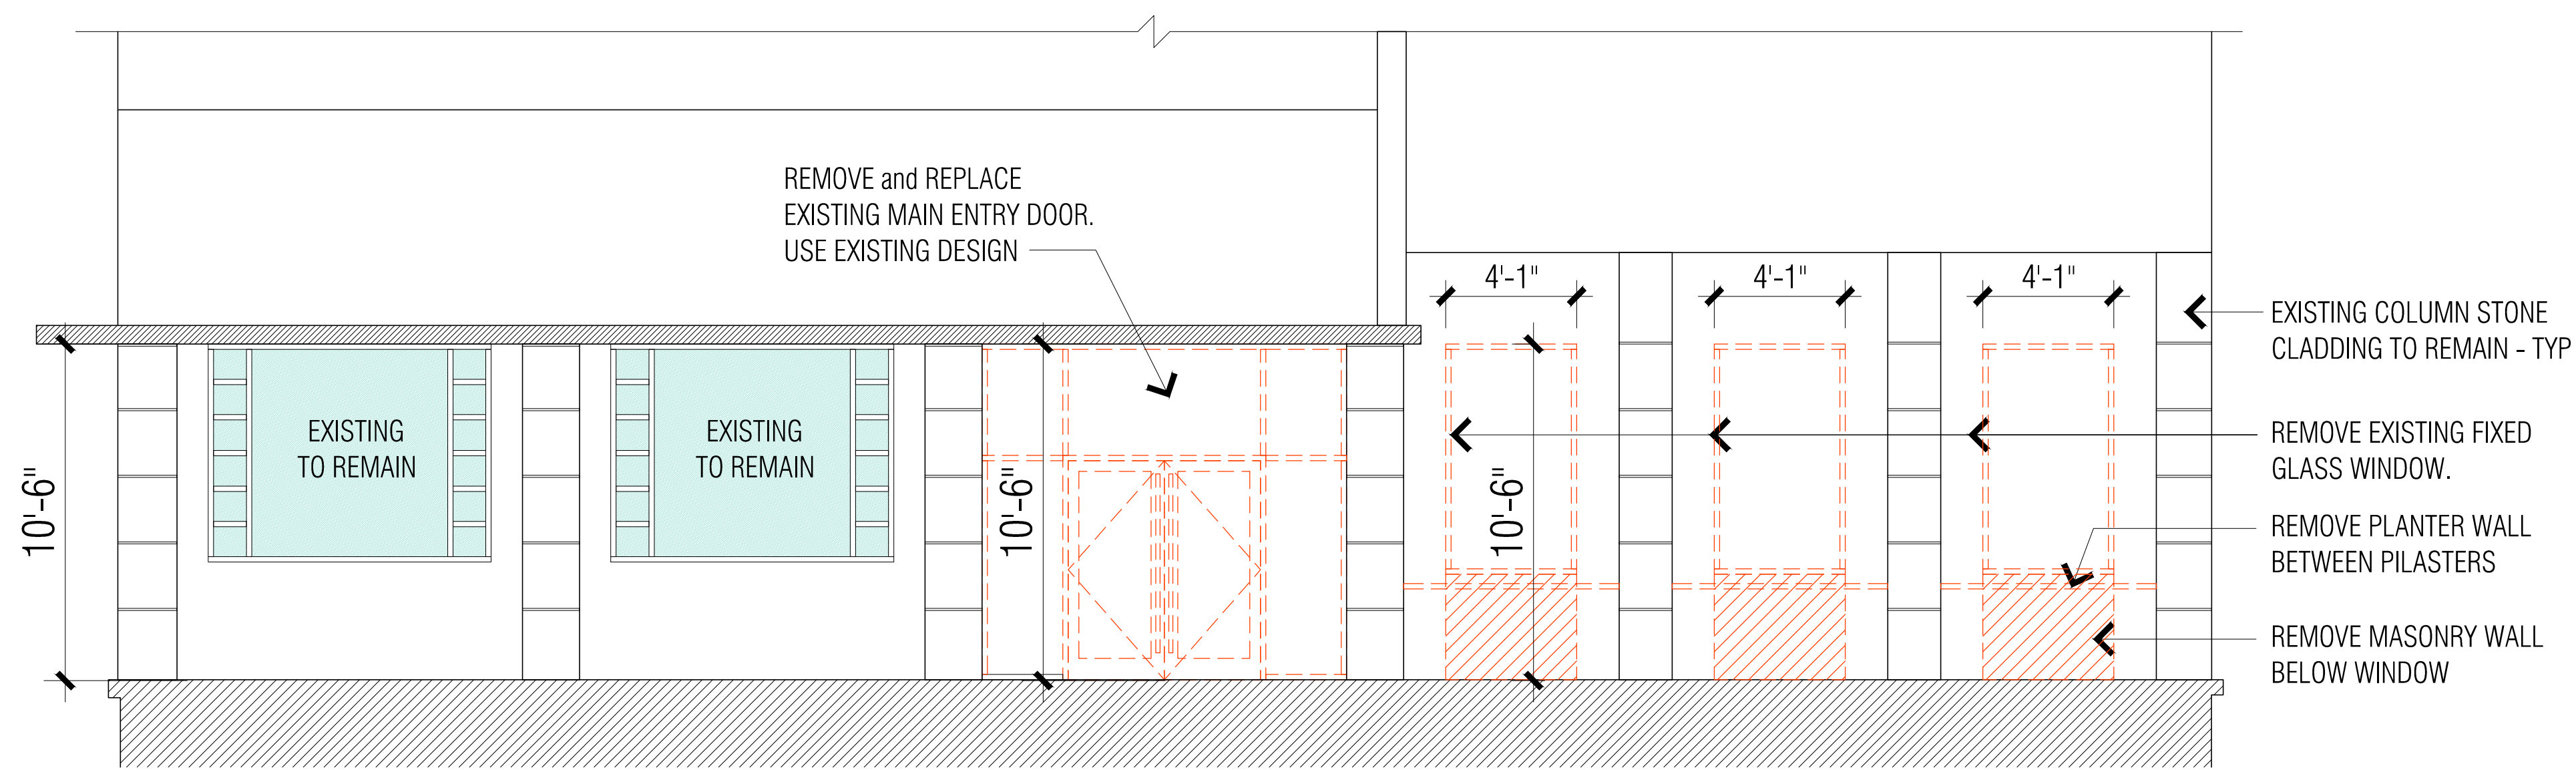 REMOVE and REPLACE
EXISTING MAIN ENTRY DOOR.
USE EXISTING DESIGN
4'-1"
4'-1"
4'-1"
EXISTING COLUMN STONE
CLADDING TO REMAIN - TYP
EXISTING
TO REMAIN
EXISTING
TO REMAIN
REMOVE EXISTING FIXED
GLASS WINDOW.
10'-6"
10'-6"
10'-6"
REMOVE PLANTER WALL
BETWEEN PILASTERS
REMOVE MASONRY WALL
BELOW WINDOW